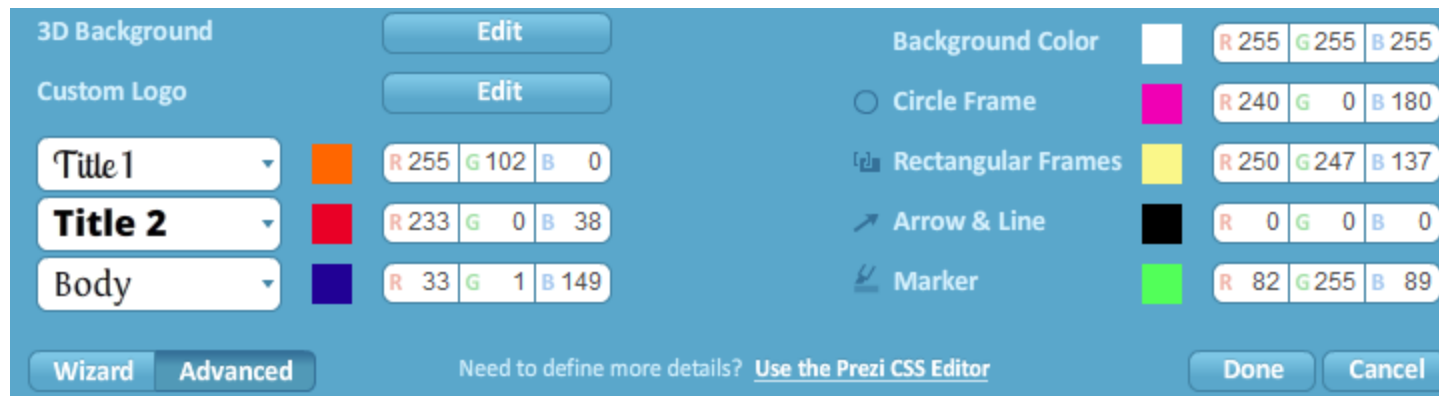 3D Background Edit
Custom Logo Edit
Title 1 R 255 G 102 B 0
Title 2 R 233 G 0 B 38
Body R 33 G 1 B 149
Background Color R 255 G 255 B 255
Circle Frame R 240 G 0 B 180
Rectangular Frames R 250 G 247 B 137
Arrow & Line R 0 G 0 B 0
Marker R 82 G 255 B 89
Wizard Advanced Need to define more details? Use the Prezi CSS Editor Done Cancel